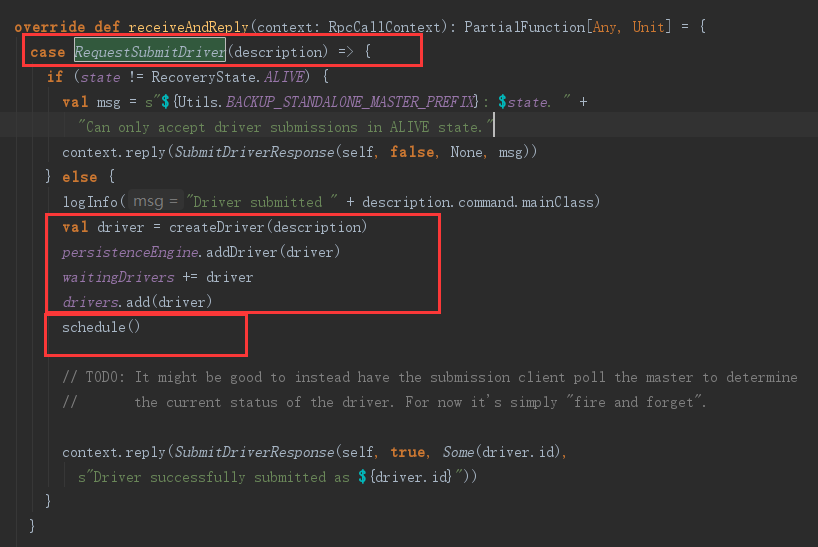 override def receiveAndReply(context: RpcCallContext): PartialFunction[Any, Unit] = {
case RequestSubmitDriver(description) => {
if (state != RecoveryState.ALIVE) {
val msg = s"${Utils.BACKUP_STANDALONE_MASTER_PREFIX}: $state. " +
"Can only accept driver submissions in ALIVE state."
context.reply(SubmitDriverResponse(self, false, None, msg))
} else {
logInfo( msg = "Driver submitted " + description.command.mainClass)
val driver = createDriver(description)
persistenceEngine.addDriver(driver)
waitingDrivers += driver
drivers.add(driver)
schedule()
// TODO: It might be good to instead have the submission client poll the master to determine
//       the current status of the driver. For now it's simply "fire and forget".
context.reply(SubmitDriverResponse(self, true, Some(driver.id),
s"Driver successfully submitted as ${driver.id}"))
}
}